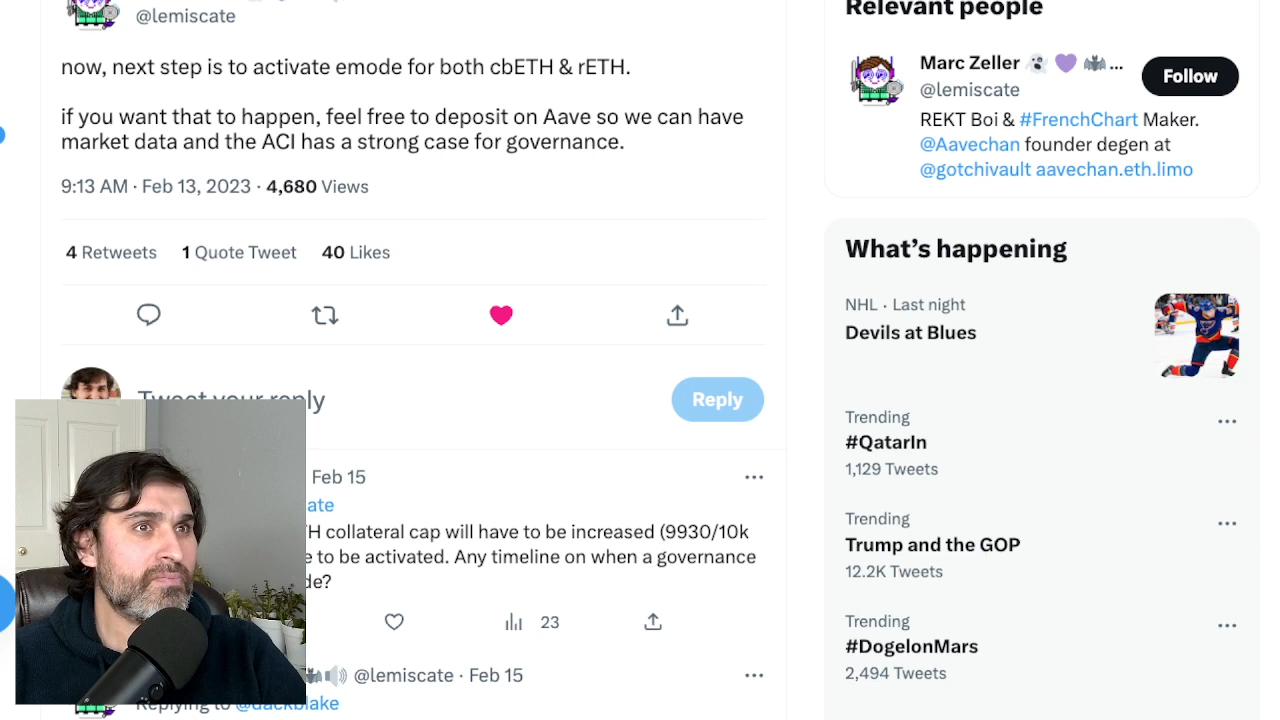 Relevant people
@lemiscate
now, next step is to activate emode for both cbETH & rETH.
if you want that to happen, feel free to deposit on Aave so we can have
market data and the ACI has a strong case for governance.
9:13 AM · Feb 13, 2023 · 4,680 Views
4 Retweets 1 Quote Tweet 40 Likes
Tweet your reply
Reply
Feb 15
ate
H collateral cap will have to be increased (9930/10k
e to be activated. Any timeline on when a governance
de?
23
@lemiscate · Feb 15
Replying to @dackblake
Marc Zeller
@lemiscate
Follow
REKT Boi & #FrenchChart Maker.
@Aavechan founder degen at
@gotchivault aavechan.eth.limo
What’s happening
NHL · Last night
Devils at Blues
Trending
#QatarIn
1,129 Tweets
Trending
Trump and the GOP
12.2K Tweets
Trending
#DogelonMars
2,494 Tweets